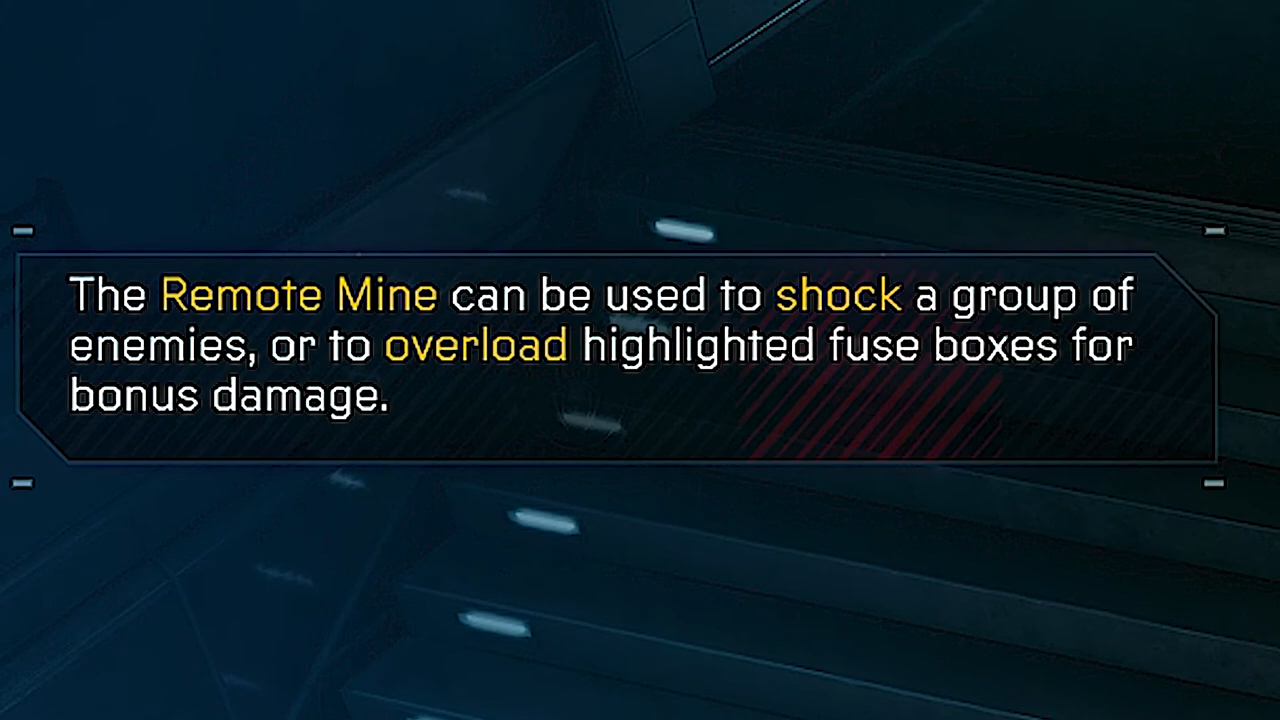 The Remote Mine can be used to shock a group of
enemies, or to overload highlighted fuse boxes for
bonus damage.